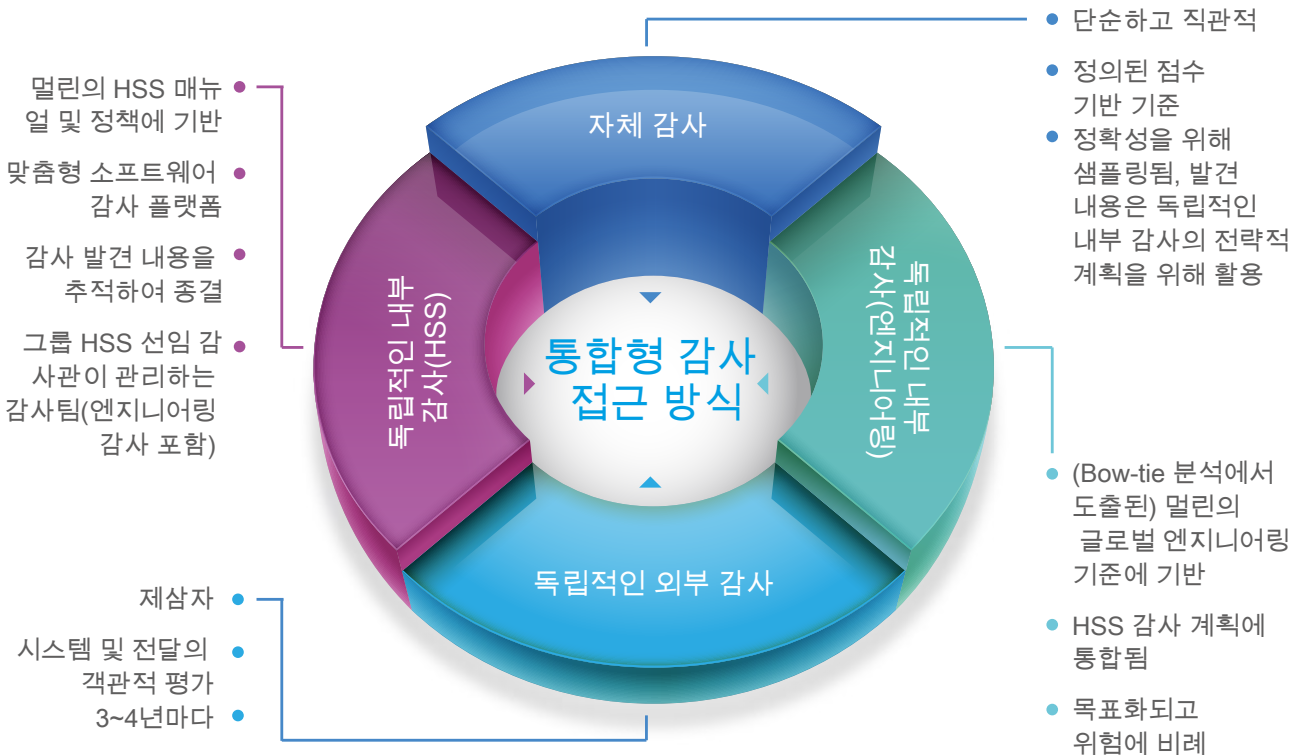 단순하고 직관적
정의된 점수
기반 기준
정확성을 위해
샘플링됨, 발견
내용은 독립적인
내부 감사의 전략적
계획을 위해 활용
멀린의 HSS 매뉴
얼 및 정책에 기반
맞춤형 소프트웨어
감사 플랫폼
감사 발견 내용을
추적하여 종결
그룹 HSS 선임 감
사관이 관리하는
감사팀(엔지니어링
감사 포함)
자체 감사
독립적인 내부
감사(HSS)
통합형 감사
접근 방식
독립적인 내부
감사(엔지니어링)
독립적인 외부 감사
(Bow-tie 분석에서
도출된) 멀린의
글로벌 엔지니어링
기준에 기반
HSS 감사 계획에
통합됨
목표화되고
위험에 비례
제삼자
시스템 및 전달의
객관적 평가
3~4년마다